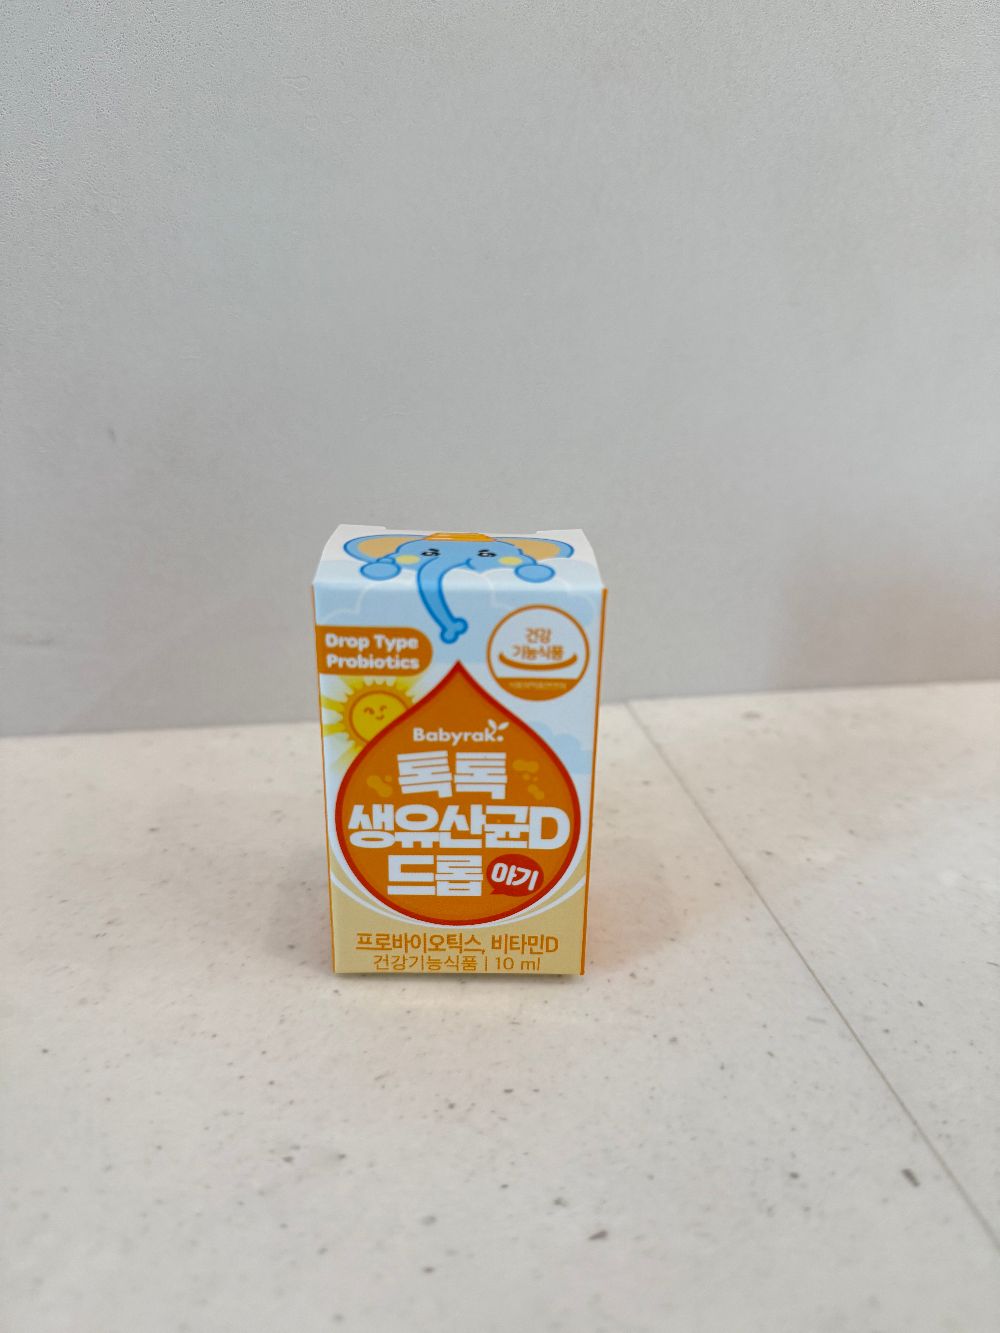 Drop Type
Probiotics
건강
기능식품
Babyrak
톡톡
생유산균D
드롭 아기
프로바이오틱스, 비타민D
건강기능식품 | 10 ml